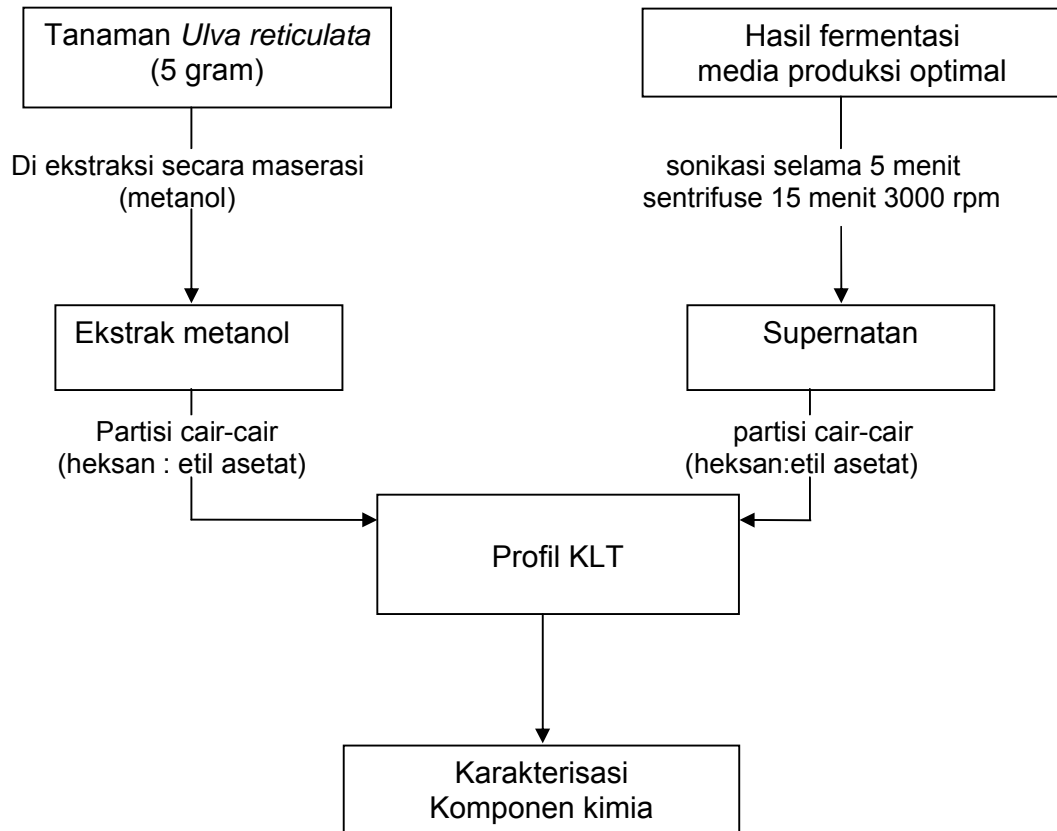 Tanaman Ulva reticulata
(5 gram)
Di ekstraksi secara maserasi
(metanol)
Ekstrak metanol
Partisi cair-cair
(heksan : etil asetat)
Hasil fermentasi
media produksi optimal
sonikasi selama 5 menit
sentrifuse 15 menit 3000 rpm
Supernatan
partisi cair-cair
(heksan:etil asetat)
Profil KLT
Karakterisasi
Komponen kimia